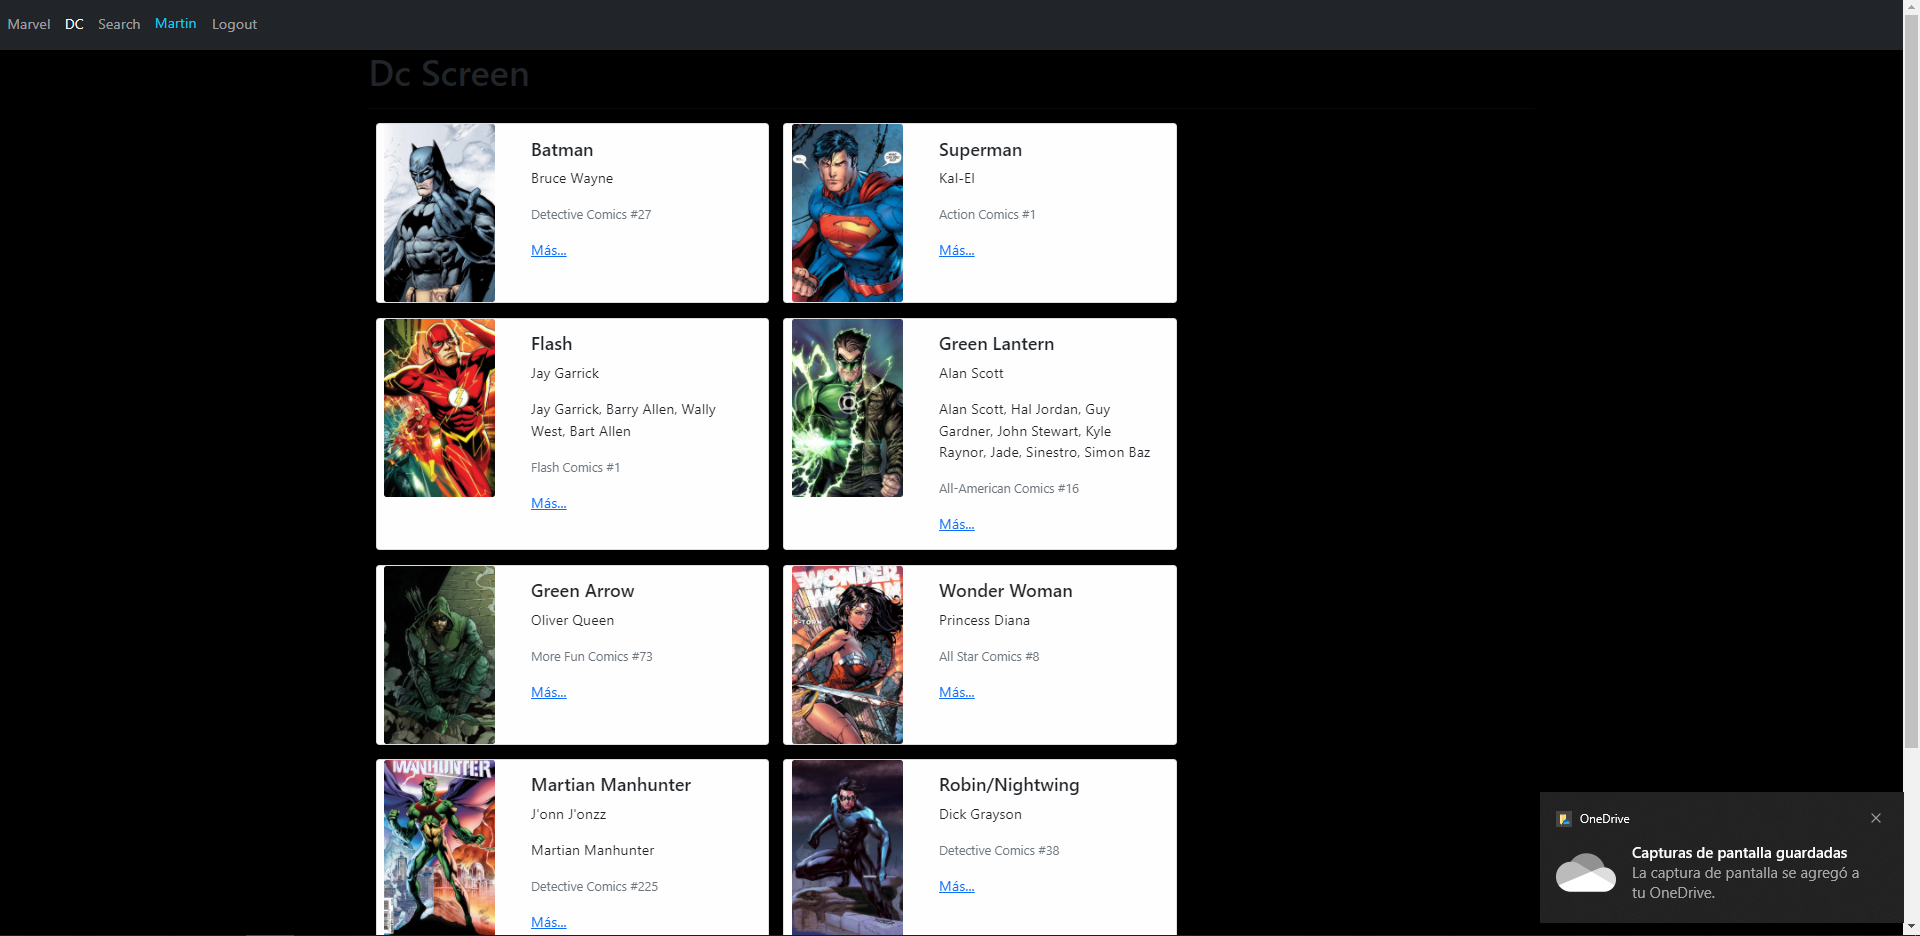 Marvel DC Search Martin Logout
Dc Screen
Batman
Bruce Wayne
Detective Comics #27
Más...
Superman
Kal-El
Action Comics #1
Más...
Flash
Jay Garrick
Jay Garrick, Barry Allen, Wally
West, Bart Allen
Flash Comics #1
Más...
Green Lantern
Alan Scott
Alan Scott, Hal Jordan, Guy
Gardner, John Stewart, Kyle
Raynor, Jade, Sinestro, Simon Baz
All-American Comics #16
Más...
Green Arrow
Oliver Queen
More Fun Comics #73
Más...
WONDER
Wonder Woman
Princess Diana
All Star Comics #8
Más...
MANHUNTER
Martian Manhunter
J'onn J'onzz
Martian Manhunter
Detective Comics #225
Más...
Robin/Nightwing
Dick Grayson
Detective Comics #38
Más...
OneDrive
Capturas de pantalla guardadas
La captura de pantalla se agregó a
tu OneDrive.